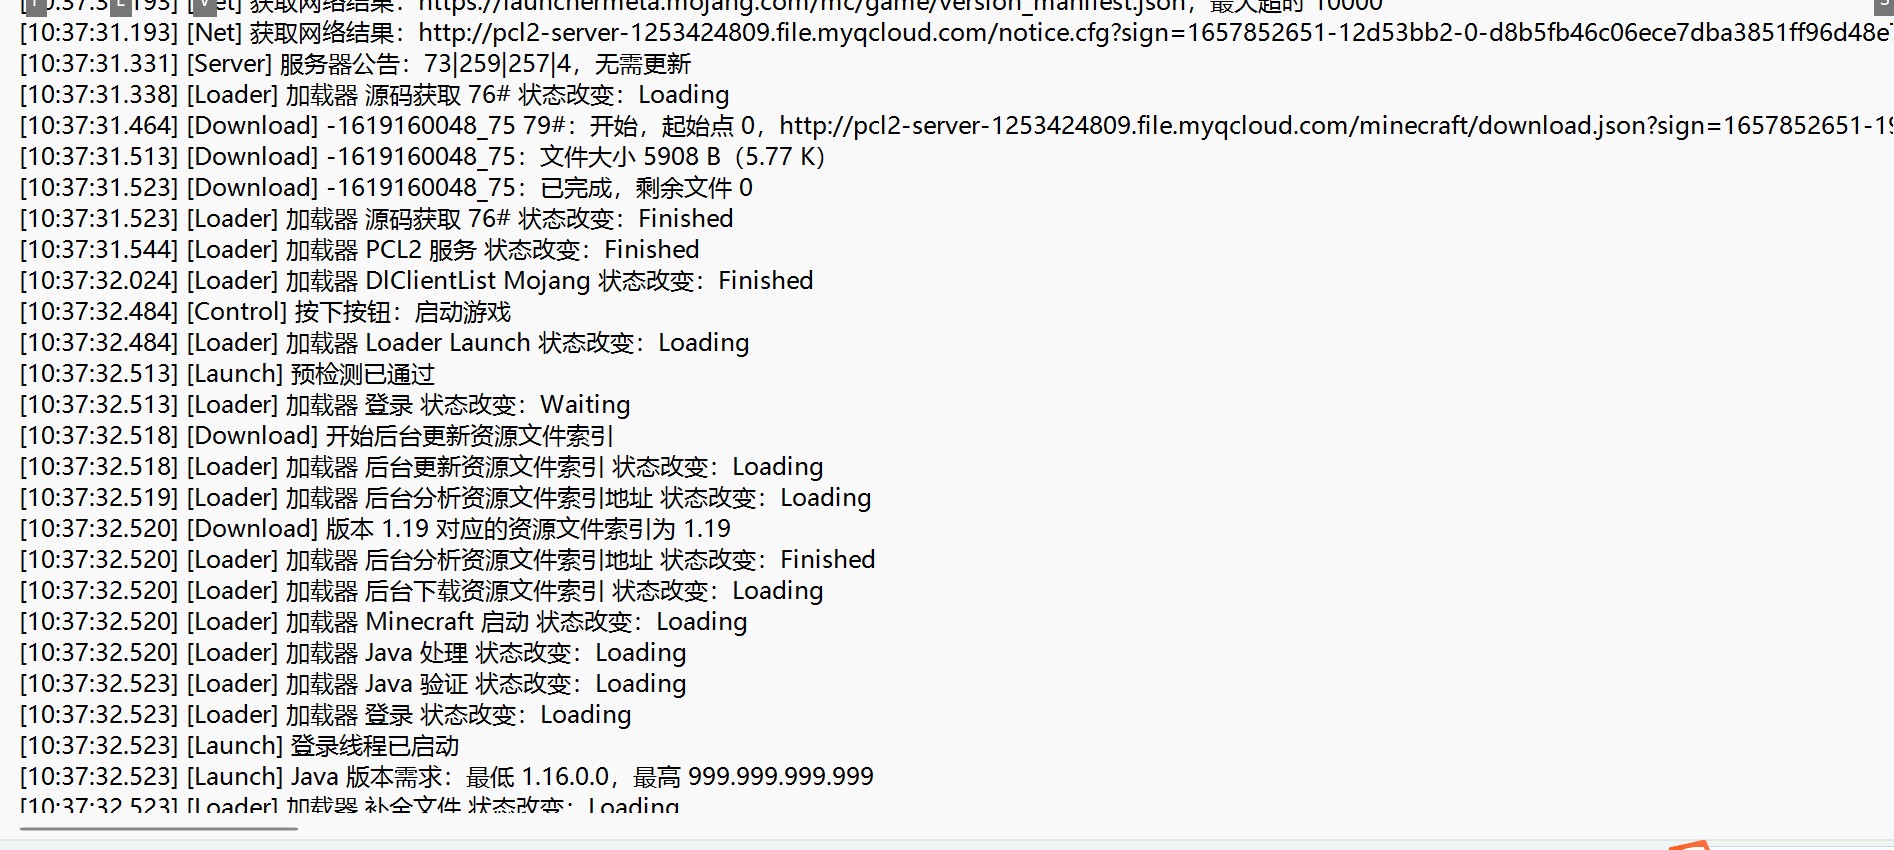 [10:37:31.193] [Net] 获取网络结果：https://launchermeta.mojang.com/mc/game/version_manifest.json，最大超时 10000
[10:37:31.193] [Net] 获取网络结果：http://pcl2-server-1253424809.file.myqcloud.com/notice.cfg?sign=1657852651-12d53bb2-0-d8b5fb46c06ece7dba3851ff96d48e
[10:37:31.331] [Server] 服务器公告：73|259|257|4，无需更新
[10:37:31.338] [Loader] 加载器 源码获取 76# 状态改变：Loading
[10:37:31.464] [Download] -1619160048_75 79#：开始，起始点 0，http://pcl2-server-1253424809.file.myqcloud.com/minecraft/download.json?sign=1657852651-19
[10:37:31.513] [Download] -1619160048_75：文件大小 5908 B（5.77 K）
[10:37:31.523] [Download] -1619160048_75：已完成，剩余文件 0
[10:37:31.523] [Loader] 加载器 源码获取 76# 状态改变：Finished
[10:37:31.544] [Loader] 加载器 PCL2 服务 状态改变：Finished
[10:37:32.024] [Loader] 加载器 DlClientList Mojang 状态改变：Finished
[10:37:32.484] [Control] 按下按钮：启动游戏
[10:37:32.484] [Loader] 加载器 Loader Launch 状态改变：Loading
[10:37:32.513] [Launch] 预检测已通过
[10:37:32.513] [Loader] 加载器 登录 状态改变：Waiting
[10:37:32.518] [Download] 开始后台更新资源文件索引
[10:37:32.518] [Loader] 加载器 后台更新资源文件索引 状态改变：Loading
[10:37:32.519] [Loader] 加载器 后台分析资源文件索引地址 状态改变：Loading
[10:37:32.520] [Download] 版本 1.19 对应的资源文件索引为 1.19
[10:37:32.520] [Loader] 加载器 后台分析资源文件索引地址 状态改变：Finished
[10:37:32.520] [Loader] 加载器 后台下载资源文件索引 状态改变：Loading
[10:37:32.520] [Loader] 加载器 Minecraft 启动 状态改变：Loading
[10:37:32.520] [Loader] 加载器 Java 处理 状态改变：Loading
[10:37:32.523] [Loader] 加载器 Java 验证 状态改变：Loading
[10:37:32.523] [Loader] 加载器 登录 状态改变：Loading
[10:37:32.523] [Launch] 登录线程已启动
[10:37:32.523] [Launch] Java 版本需求：最低 1.16.0.0，最高 999.999.999.999
[10:37:32.523] [Loader] 加载器 补全文件 状态改变：Loading